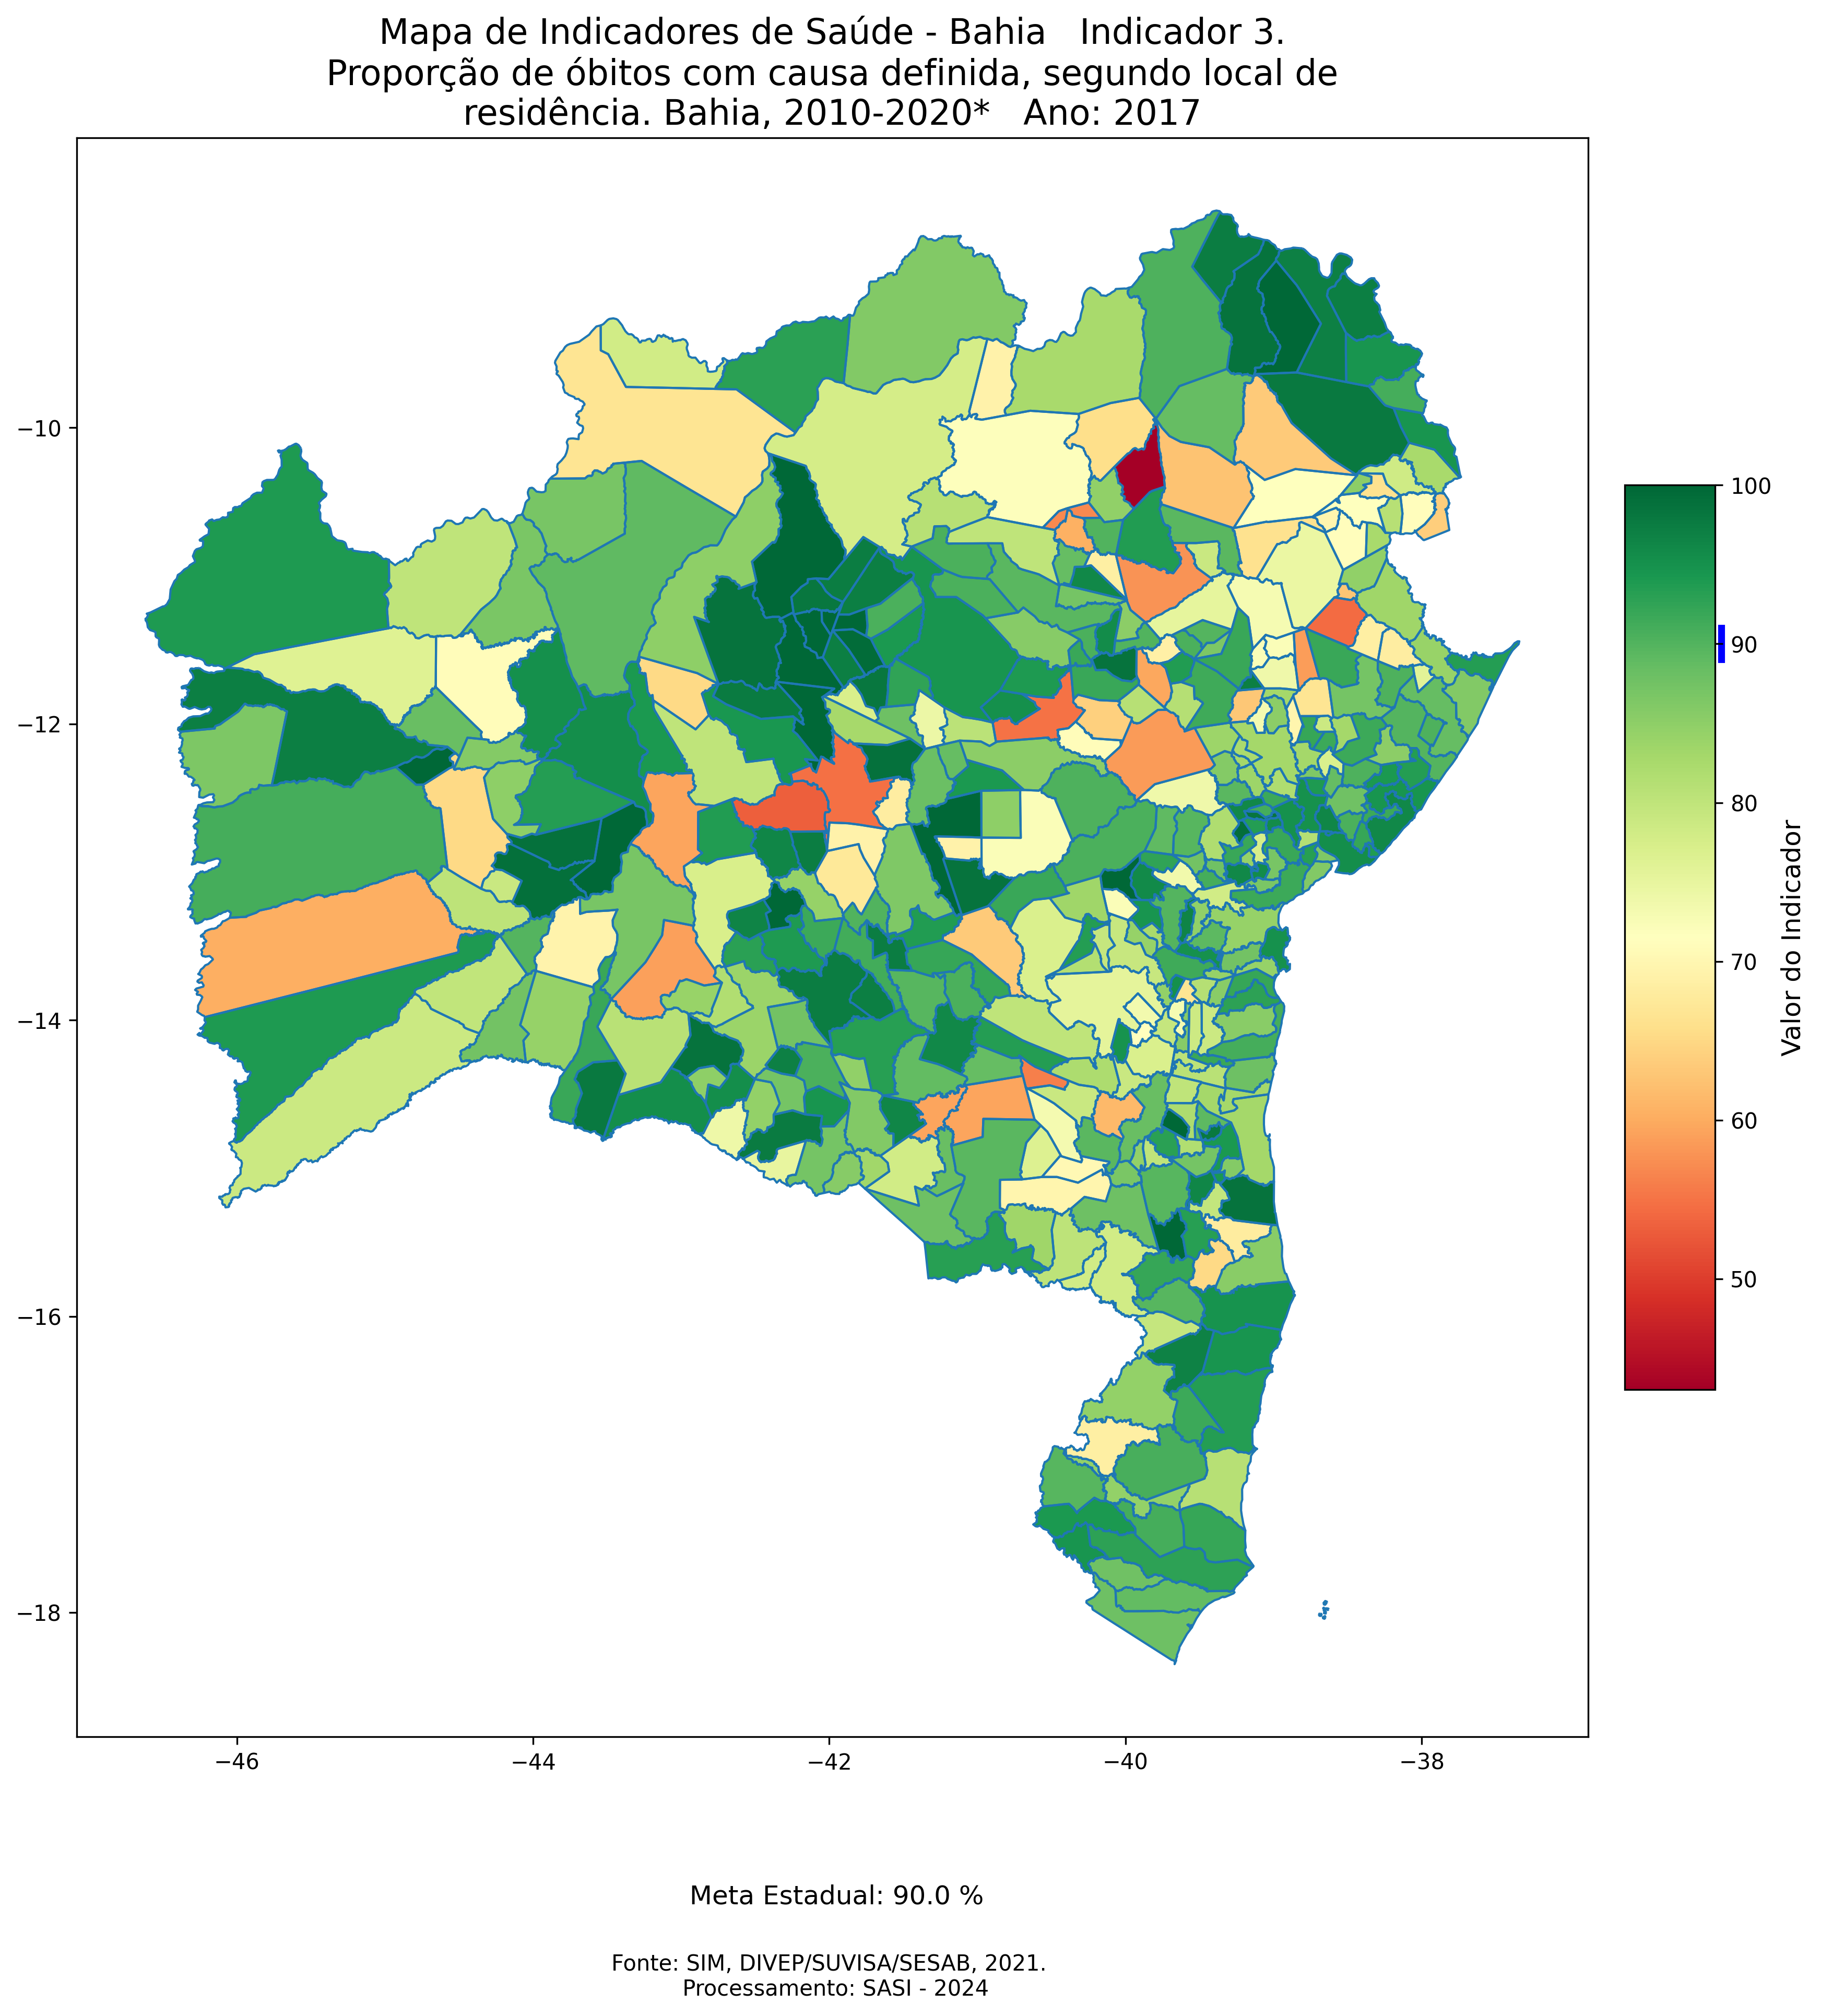 Mapa de Indicadores de Saúde - Bahia   Indicador 3.
Proporção de óbitos com causa definida, segundo local de
residência. Bahia, 2010-2020*   Ano: 2017
−10
−12
−14
−16
−18
−46
−44
−42
−40
−38
100
90
80
70
60
50
Valor do Indicador
Meta Estadual: 90.0 %
Fonte: SIM, DIVEP/SUVISA/SESAB, 2021.
Processamento: SASI - 2024